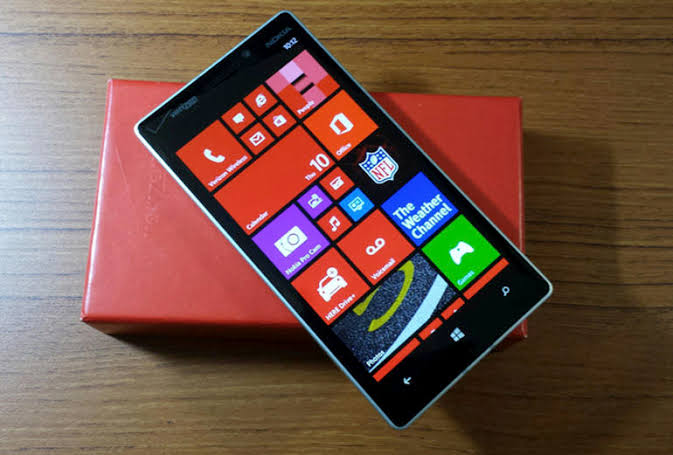 NOKIA
10:12
verizon
People
Verizon Wireless
Office
The 10
Calendar
NFL
The
Weather
Channel
Nokia Pro Cam
Voicemail
Games
HERE Drive+
Photos